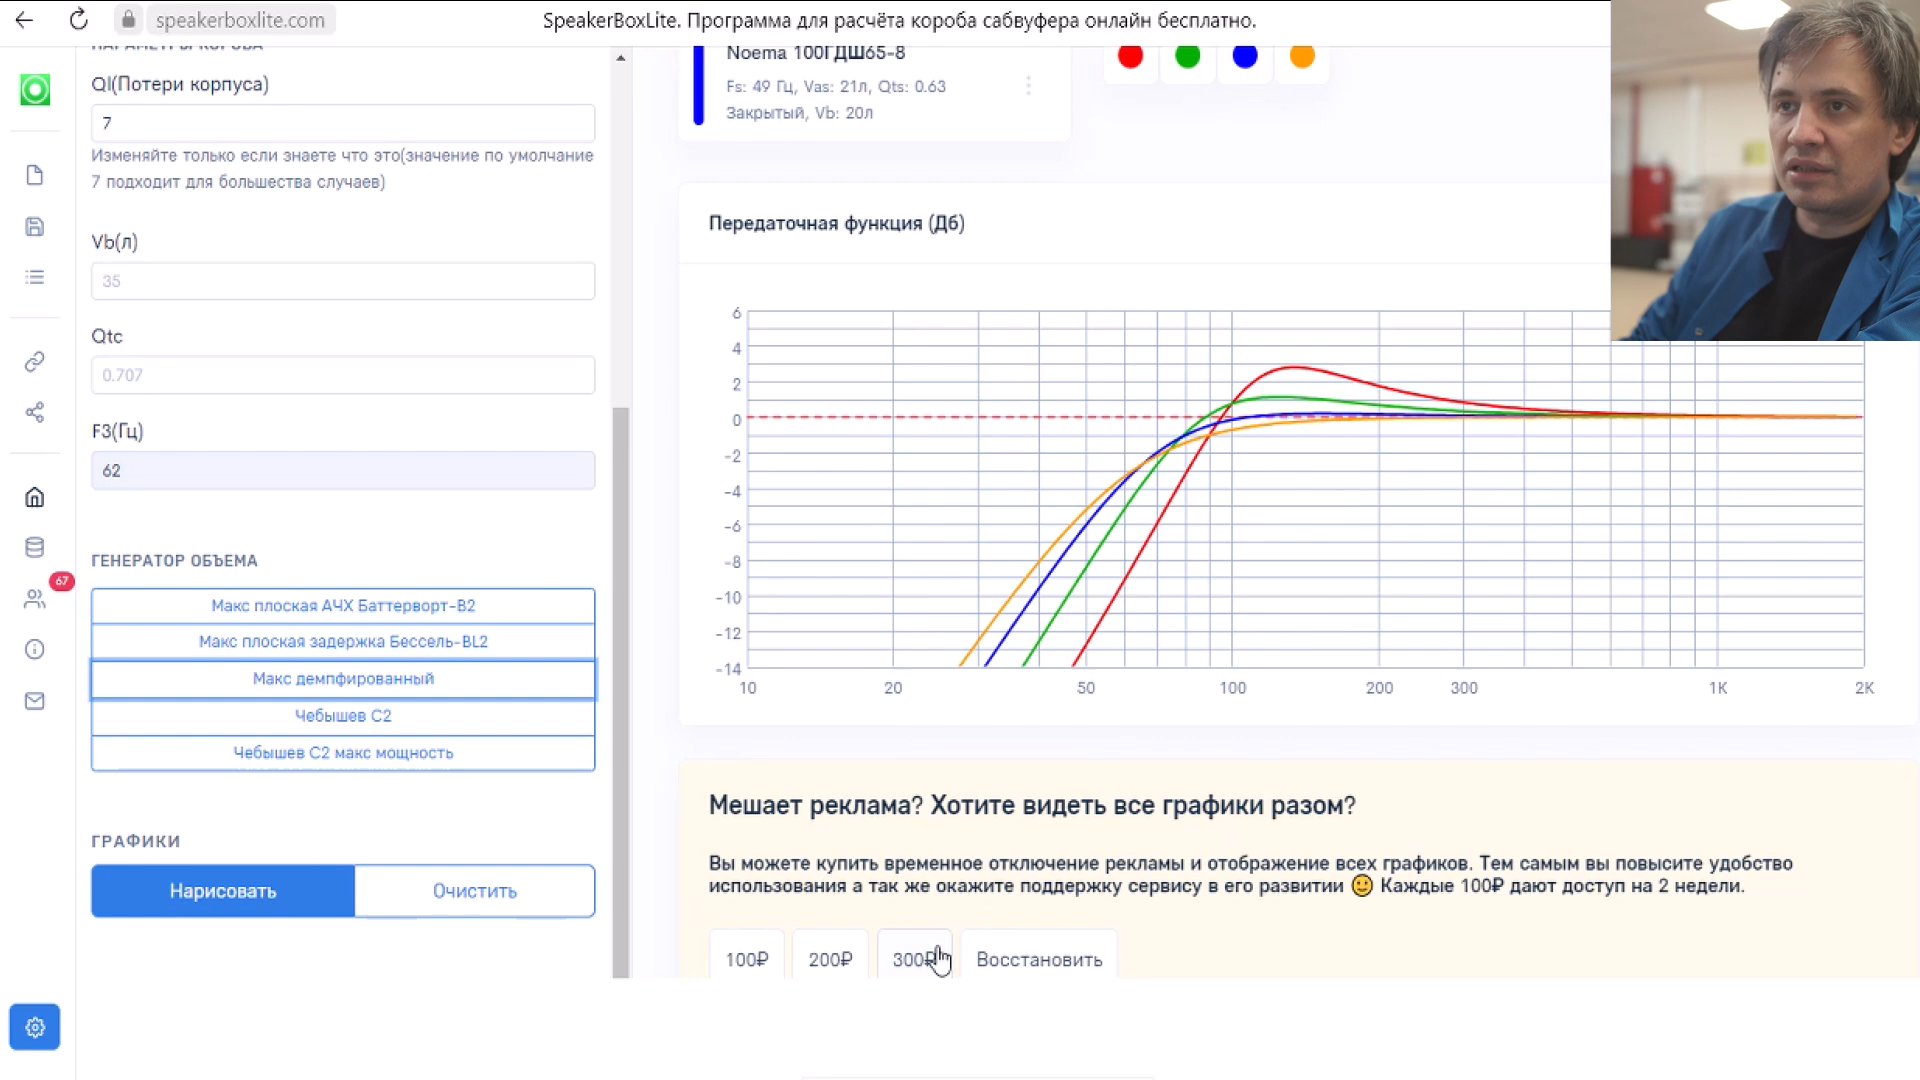 speakerboxlite.com
SpeakerBoxLite. Программа для расчёта короба сабвуфера онлайн бесплатно.
ПАРАМЕТРЫ КОРОБА
Ql(Потери корпуса)
7
Изменяйте только если знаете что это(значение по умолчание
7 подходит для большества случаев)
Vb(л)
35
Qtc
0.707
F3(Гц)
62
ГЕНЕРАТОР ОБЪЕМА
Макс плоская АЧХ Баттерворт-B2
Макс плоская задержка Бессель-BL2
Макс демпфированный
Чебышев C2
Чебышев C2 макс мощность
ГРАФИКИ
Нарисовать
Очистить
67
Noema 100ГДШ65-8
Fs: 49 Гц, Vas: 21л, Qts: 0.63
Закрытый, Vb: 20л
Передаточная функция (Дб)
6
4
2
0
-2
-4
-6
-8
-10
-12
-14
10 20 50 100 200 300 1K 2K
Мешает реклама? Хотите видеть все графики разом?
Вы можете купить временное отключение рекламы и отображение всех графиков. Тем самым вы повысите удобство
использования а так же окажите поддержку сервису в его развитии 🙂 Каждые 100₽ дают доступ на 2 недели.
100₽ 200₽ 300₽ Восстановить